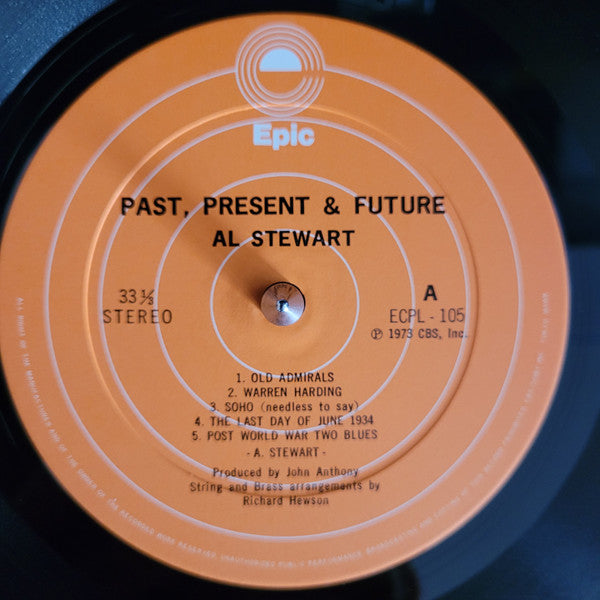 Epic
PAST, PRESENT & FUTURE
AL STEWART
33 ⅓
STEREO
A
ECPL - 105
Ⓟ 1973 CBS, Inc.
1. OLD ADMIRALS
2. WARREN HARDING
3. SOHO (needless to say)
4. THE LAST DAY OF JUNE 1934
5. POST WORLD WAR TWO BLUES
- A. STEWART -
Produced by John Anthony
String and Brass arrangements by
Richard Hewson